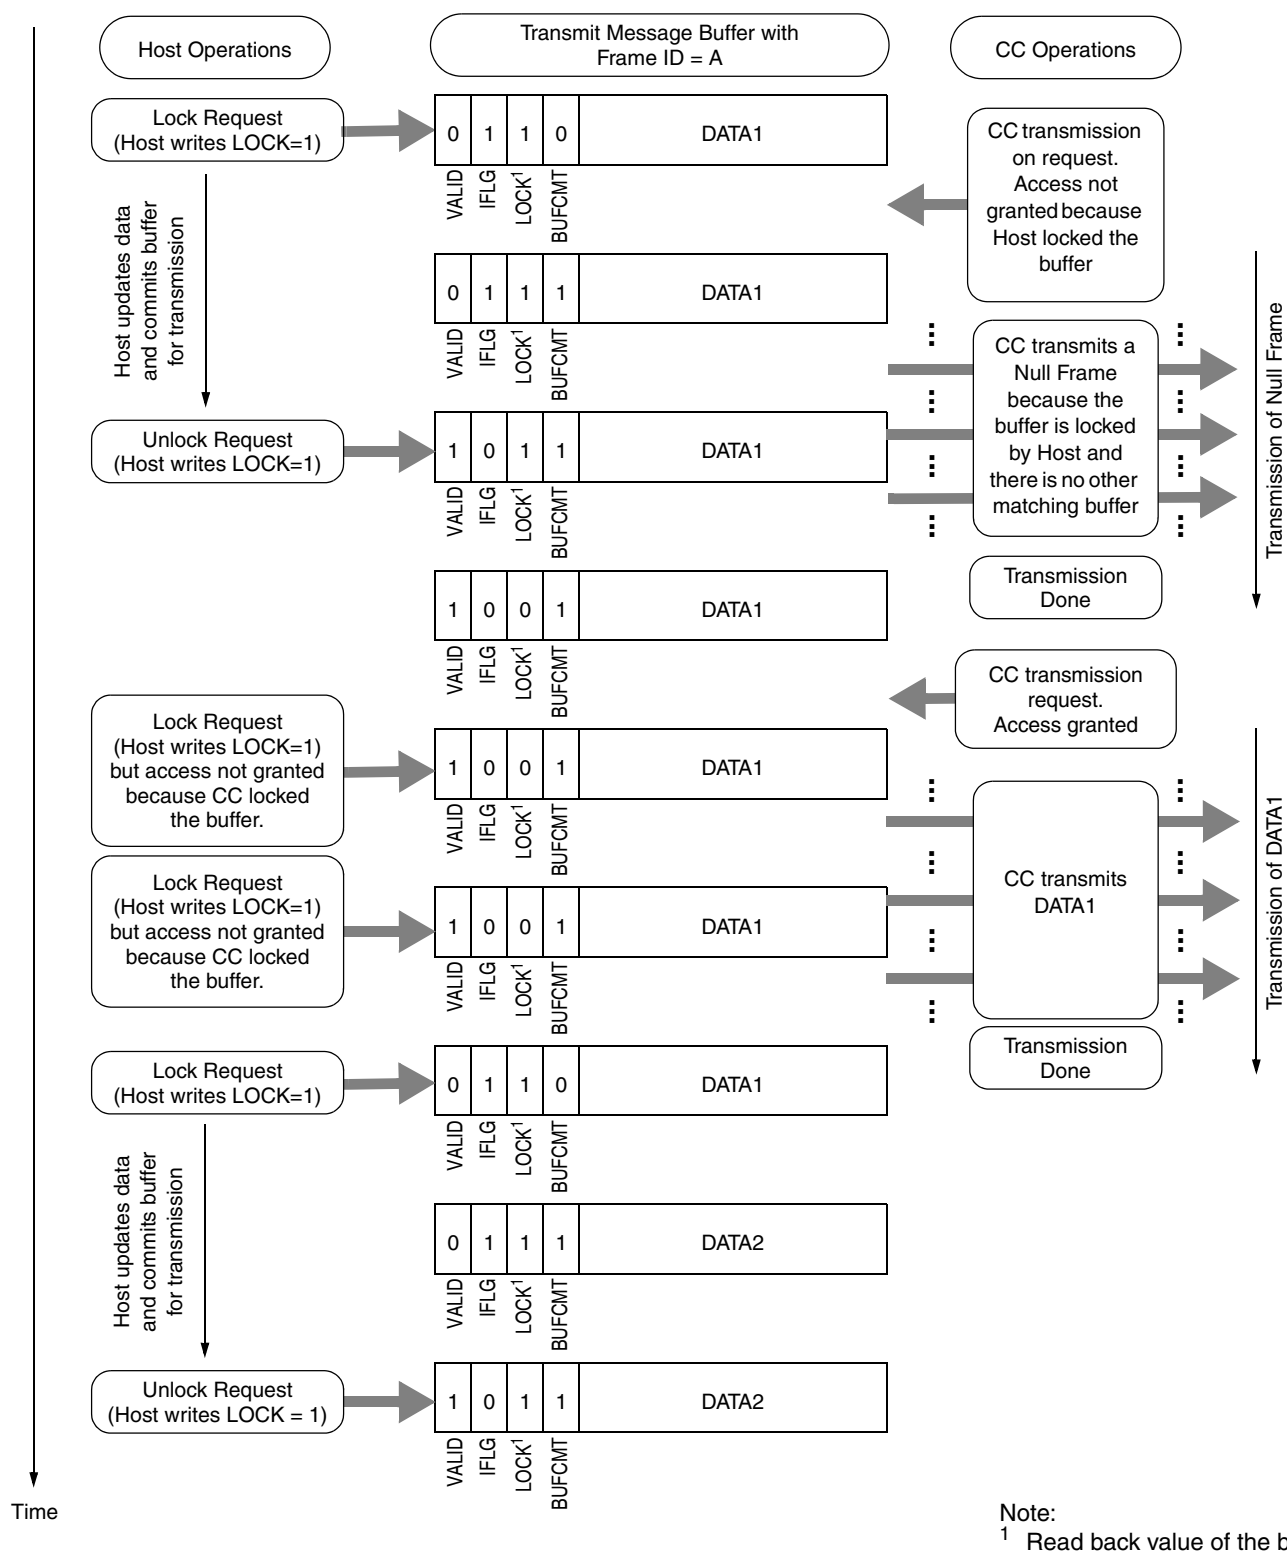 Host Operations
Transmit Message Buffer with
Frame ID = A
CC Operations
Lock Request
(Host writes LOCK=1)
0 1 1 0 DATA1
VALID IFLG LOCK¹ BUFCMT
CC transmission
on request.
Access not
granted because
Host locked the
buffer
Host updates data
and commits buffer
for transmission
0 1 1 1 DATA1
VALID IFLG LOCK¹ BUFCMT
CC transmits a
Null Frame
because the
buffer is locked
by Host and
there is no other
matching buffer
Transmission of Null Frame
Unlock Request
(Host writes LOCK=1)
1 0 1 1 DATA1
VALID IFLG LOCK¹ BUFCMT
Transmission
Done
1 0 0 1 DATA1
VALID IFLG LOCK¹ BUFCMT
CC transmission
request.
Access granted
Lock Request
(Host writes LOCK=1)
but access not granted
because CC locked
the buffer.
1 0 0 1 DATA1
VALID IFLG LOCK¹ BUFCMT
CC transmits
DATA1
Transmission of DATA1
Lock Request
(Host writes LOCK=1)
but access not granted
because CC locked
the buffer.
1 0 0 1 DATA1
VALID IFLG LOCK¹ BUFCMT
Transmission
Done
Lock Request
(Host writes LOCK=1)
0 1 1 0 DATA1
VALID IFLG LOCK¹ BUFCMT
Host updates data
and commits buffer
for transmission
0 1 1 1 DATA2
VALID IFLG LOCK¹ BUFCMT
Unlock Request
(Host writes LOCK = 1)
1 0 1 1 DATA2
VALID IFLG LOCK¹ BUFCMT
Time
Note:
¹ Read back value of the